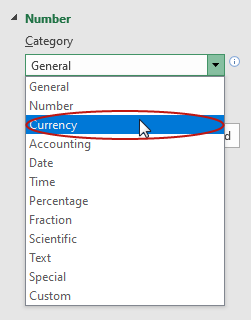 Number
Category
General
General
Number
Currency
Accounting
Date
Time
Percentage
Fraction
Scientific
Text
Special
Custom